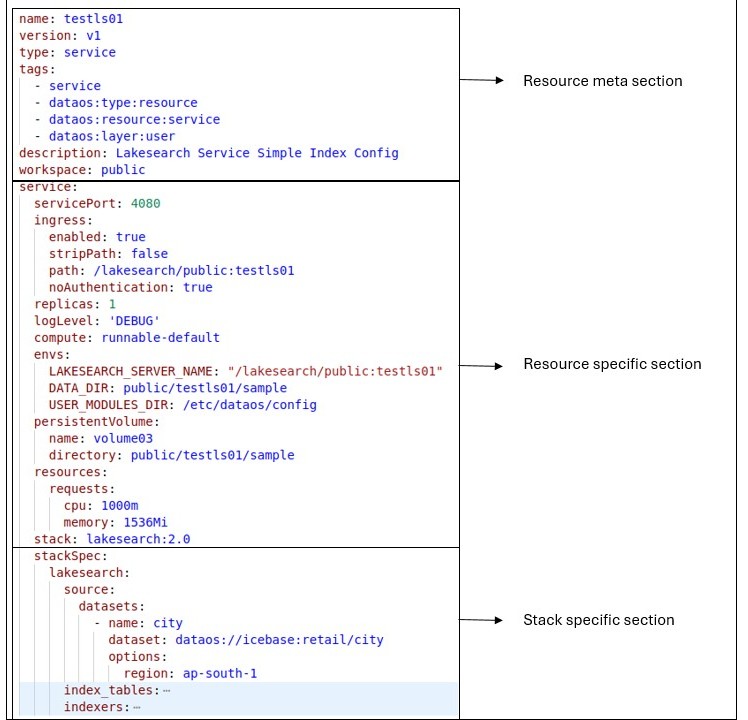 name: testls01
version: v1
type: service
tags:
  - service
  - dataos:type:resource
  - dataos:resource:service
  - dataos:layer:user
description: Lakesearch Service Simple Index Config
workspace: public
Resource meta section
service:
  servicePort: 4080
  ingress:
    enabled: true
    stripPath: false
    path: /lakesearch/public:testls01
    noAuthentication: true
  replicas: 1
  logLevel: 'DEBUG'
  compute: runnable-default
  envs:
    LAKESEARCH_SERVER_NAME: "/lakesearch/public:testls01"
    DATA_DIR: public/testls01/sample
    USER_MODULES_DIR: /etc/dataos/config
  persistentVolume:
    name: volume03
    directory: public/testls01/sample
  resources:
    requests:
      cpu: 1000m
      memory: 1536Mi
  stack: lakesearch:2.0
Resource specific section
  stackSpec:
    lakesearch:
      source:
        datasets:
          - name: city
            dataset: dataos://icebase:retail/city
            options:
              region: ap-south-1
      index_tables: ⋯
      indexers: ⋯
Stack specific section